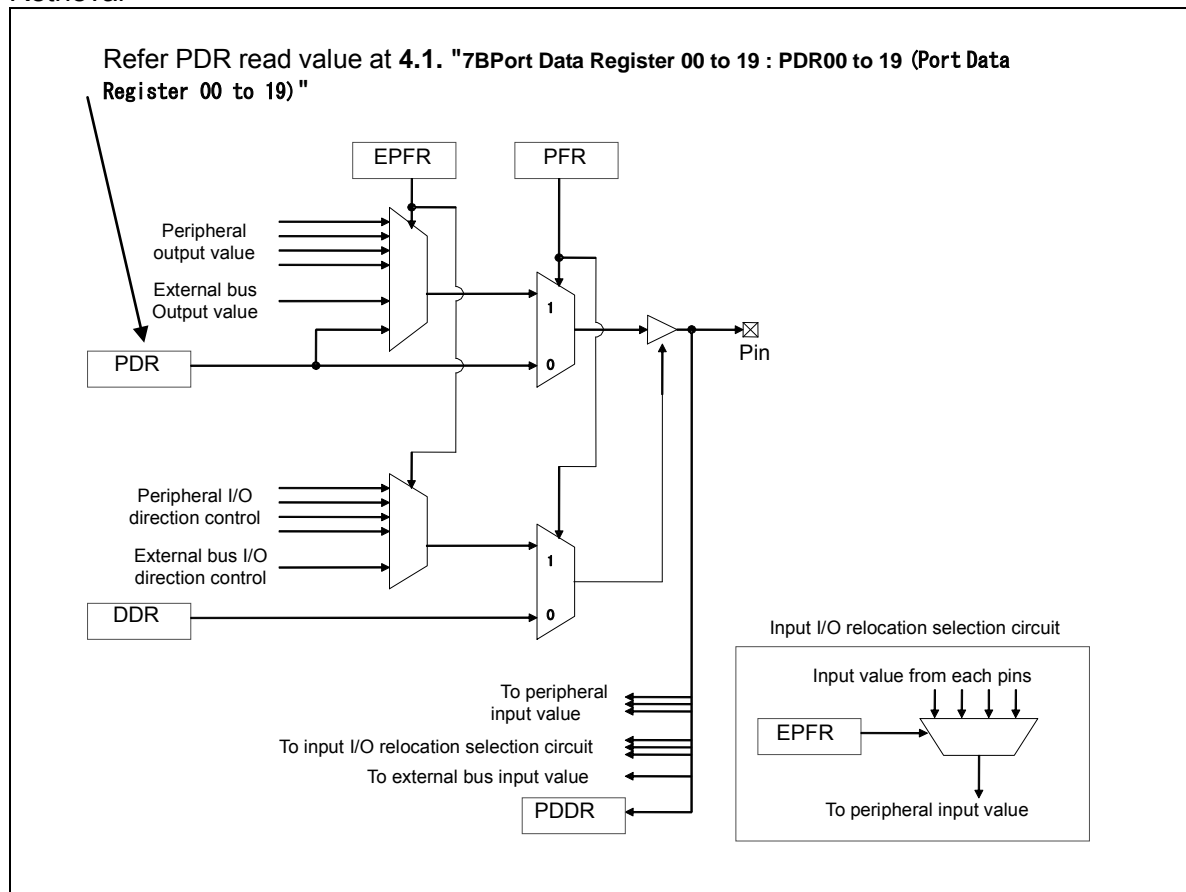 Retrieval
Refer PDR read value at 4.1. "7BPort Data Register 00 to 19 : PDR00 to 19 (Port Data
Register 00 to 19)"
EPFR
PFR
Peripheral
output value
External bus
Output value
1
Pin
PDR
0
Peripheral I/O
direction control
External bus I/O
direction control
1
DDR
0
Input I/O relocation selection circuit
Input value from each pins
To peripheral
input value
EPFR
To input I/O relocation selection circuit
To external bus input value
PDDR
To peripheral input value